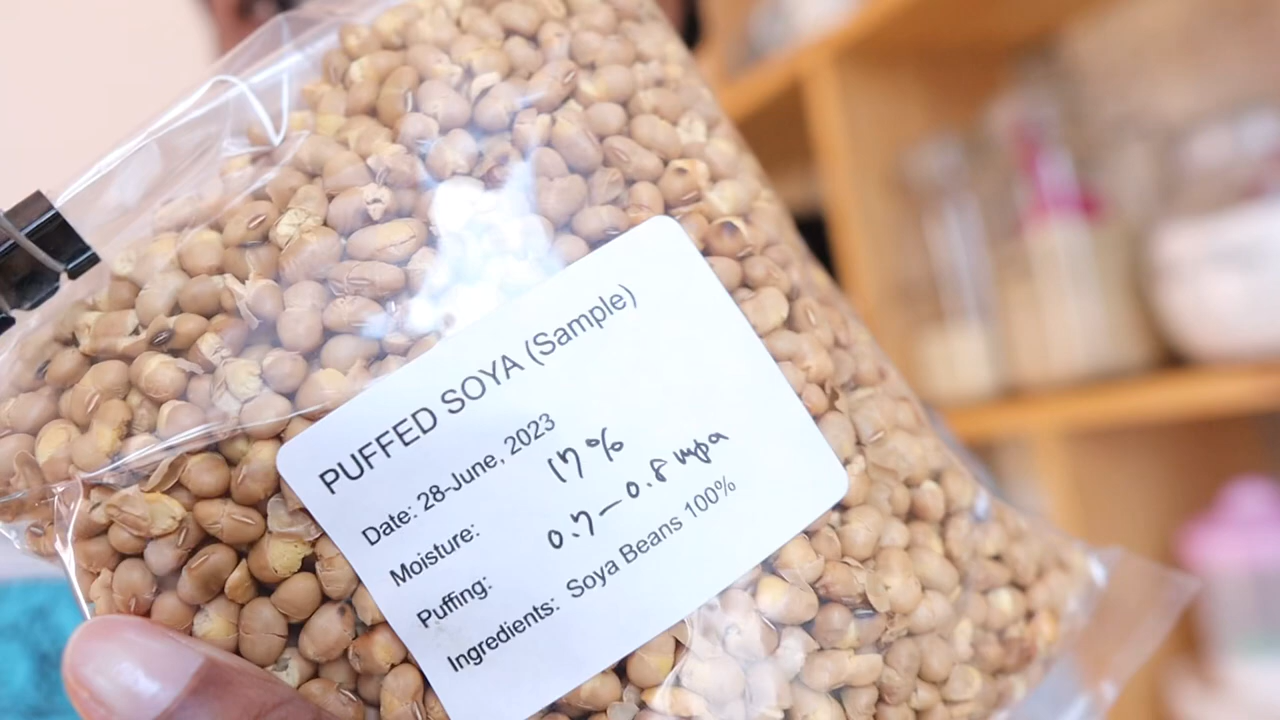 PUFFED SOYA (Sample)
Date: 28-June, 2023
Moisture: 17%
Puffing: 0.7-0.8 mpa
Ingredients: Soya Beans 100%